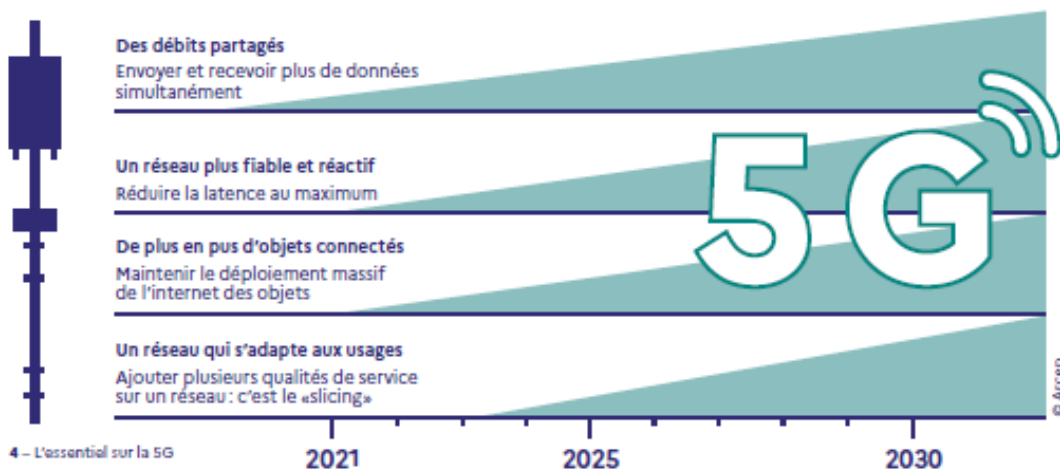 Des débits partagés
Envoyer et recevoir plus de données
simultanément
Un réseau plus fiable et réactif
Réduire la latence au maximum
De plus en pus d'objets connectés
Maintenir le déploiement massif
de l'internet des objets
Un réseau qui s'adapte aux usages
Ajouter plusieurs qualités de service
sur un réseau : c'est le «slicing»
5G
© Arcep
4 – L'essentiel sur la 5G
2021
2025
2030